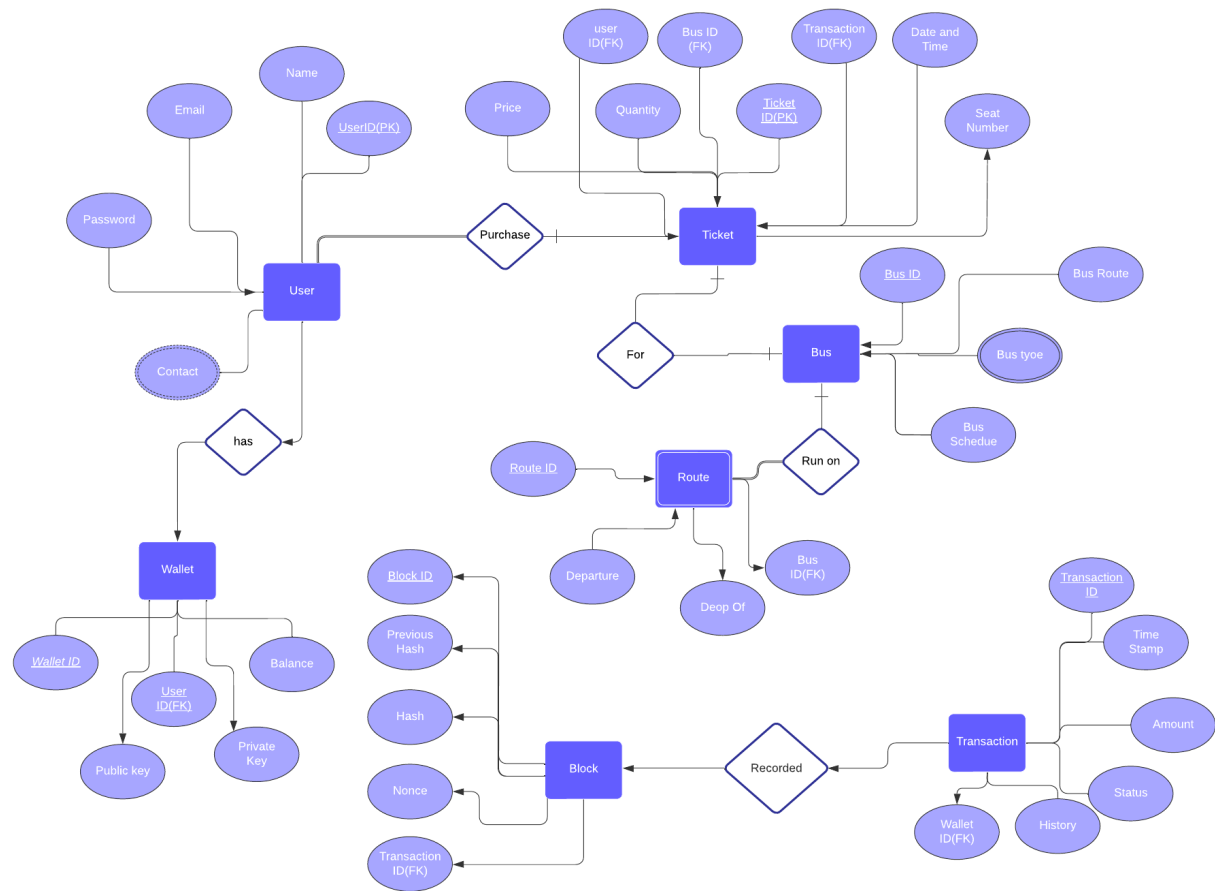 user
ID(FK)
Bus ID
(FK)
Transaction
ID(FK)
Date and
Time
Name
Email
UserID(PK)
Price
Quantity
Ticket
ID(PK)
Seat
Number
Password
Purchase
Ticket
User
Bus ID
Bus Route
Contact
For
Bus
Bus tyoe
Bus
Schedue
has
Route ID
Route
Run on
Wallet
Departure
Deop Of
Bus
ID(FK)
Block ID
Transaction
ID
Previous
Hash
Time
Stamp
Wallet ID
User
ID(FK)
Balance
Hash
Amount
Public key
Private
Key
Block
Recorded
Transaction
Nonce
Status
Transaction
ID(FK)
Wallet
ID(FK)
History